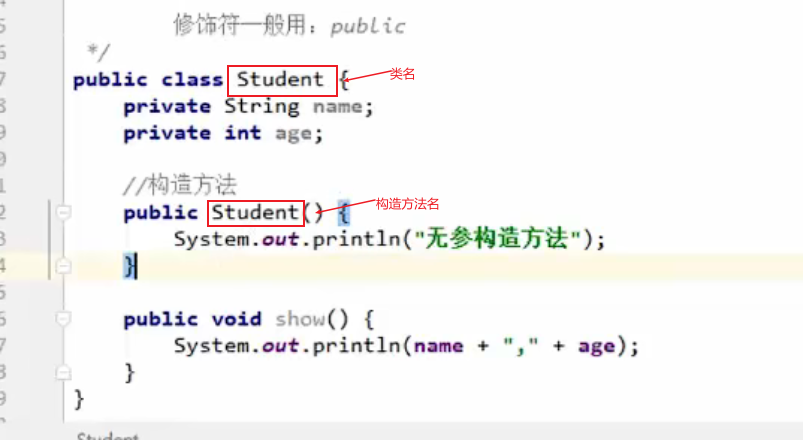 修饰符一般用：public
*/
public class Student {
类名
private String name;
private int age;
//构造方法
public Student() {
构造方法名
System.out.println("无参构造方法");
}
public void show() {
System.out.println(name + "," + age);
}
}
Student